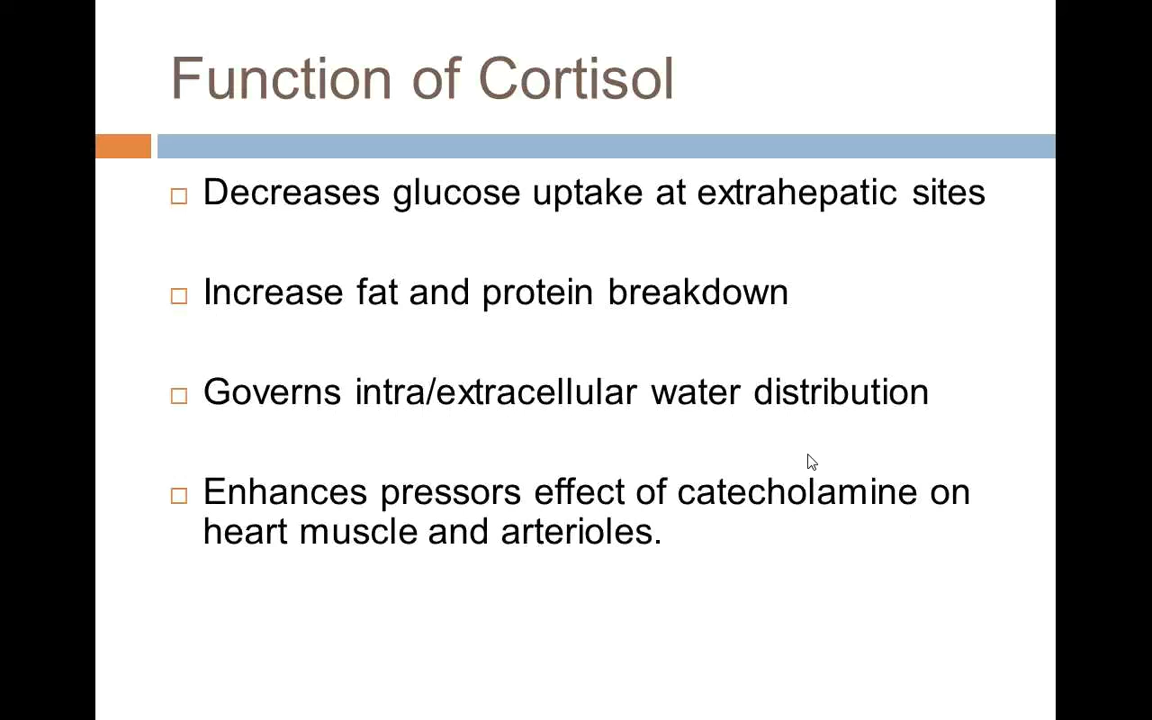 Function of Cortisol
Decreases glucose uptake at extrahepatic sites
Increase fat and protein breakdown
Governs intra/extracellular water distribution
Enhances pressors effect of catecholamine on
heart muscle and arterioles.